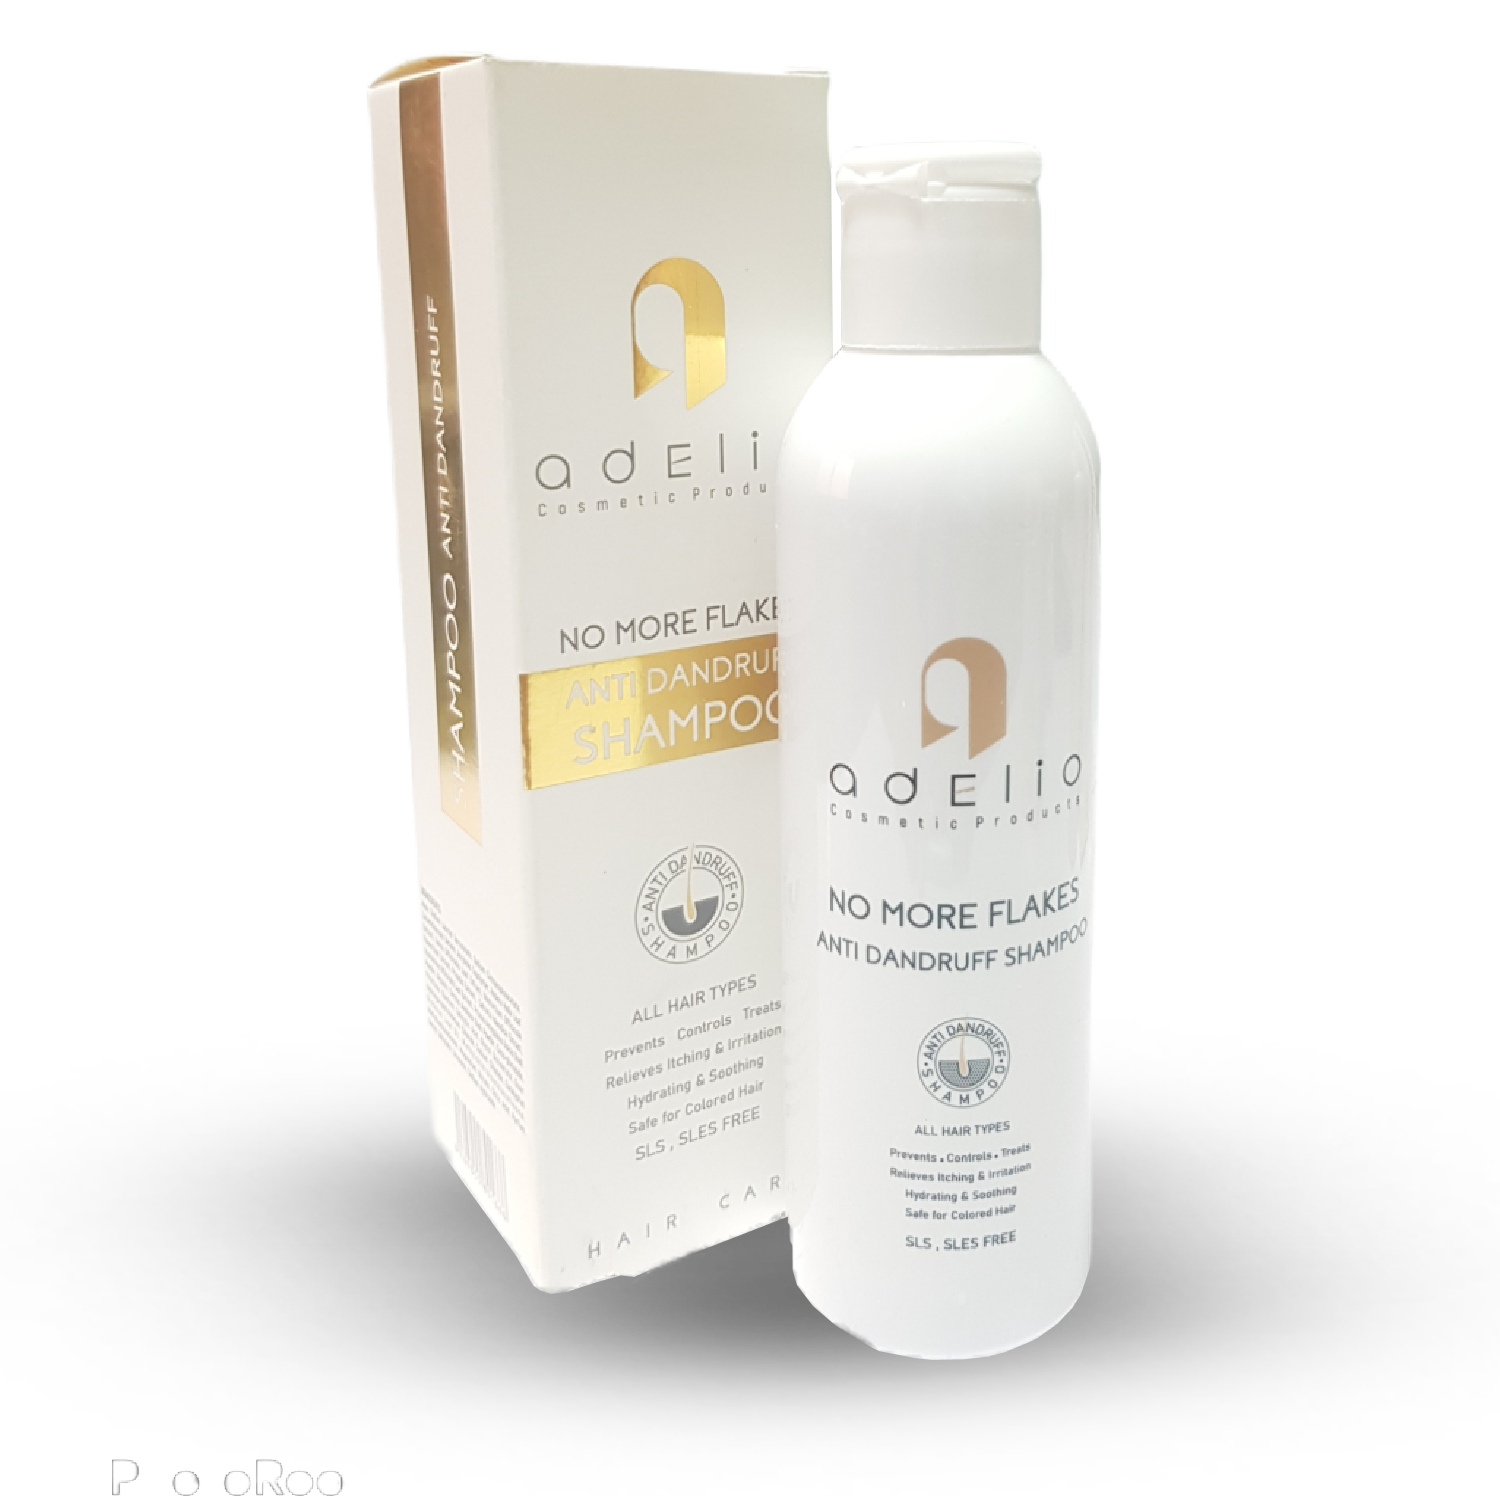 SHAMPOO ANTI DANDRUFF
adEli
Cosmetic Produ
NO MORE FLAKE
ANTI DANDRUF
SHAMPOO
ANTI DANDRUFF
SHAMPOO
ALL HAIR TYPES
Prevents Controls Treats
Relieves Itching & Irritation
Hydrating & Soothing
Safe for Colored Hair
SLS , SLES FREE
HAIR CAR
adElio
Cosmetic Products
NO MORE FLAKES
ANTI DANDRUFF SHAMPOO
ANTI DANDRUFF
SHAMPOO
ALL HAIR TYPES
Prevents • Controls • Treats
Relieves Itching & Irritation
Hydrating & Soothing
Safe for Colored Hair
SLS , SLES FREE